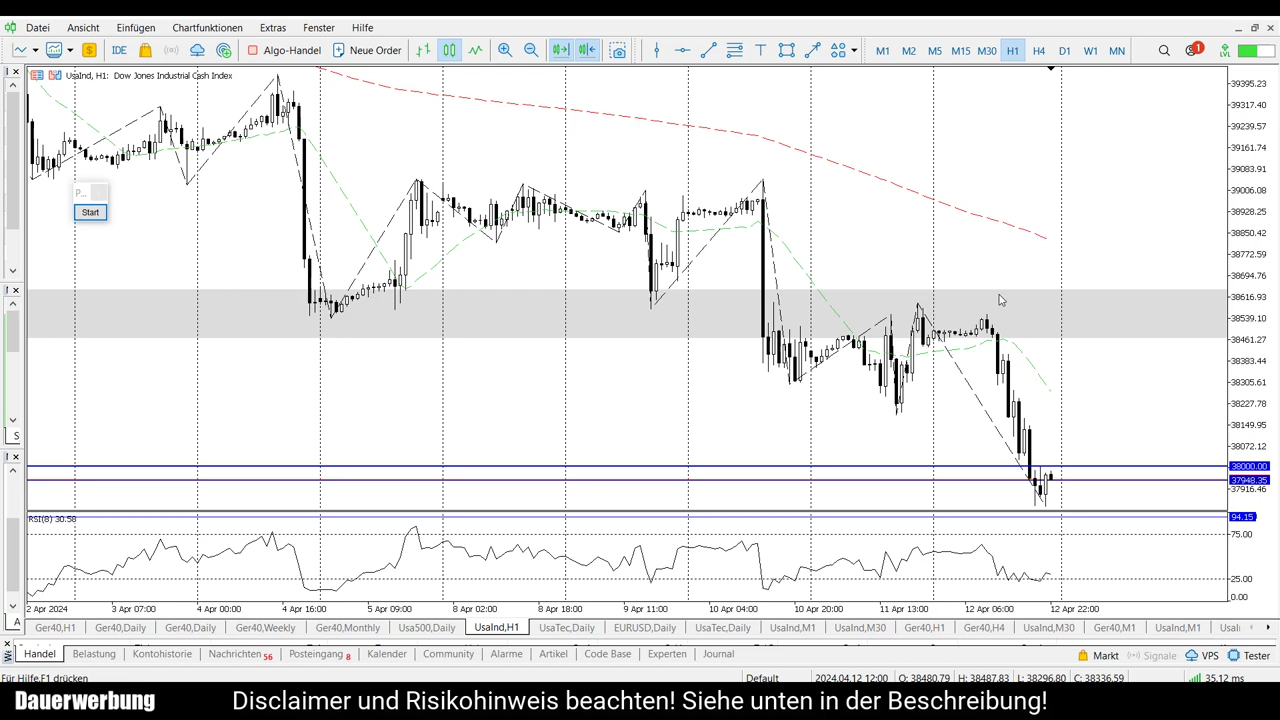 Datei Ansicht Einfügen Chartfunktionen Extras Fenster Hilfe
IDE Algo-Handel Neue Order M1 M2 M5 M15 M30 H1 H4 D1 W1 MN 1 LVL
UsaInd, H1: Dow Jones Industrial Cash Index
P...
Start
39395.23
39317.40
39239.57
39161.74
39083.91
39006.08
38928.25
38850.42
38772.59
38694.76
38616.93
38539.10
38461.27
38383.44
38305.61
38227.78
38149.95
38072.12
38000.00
37948.35
37916.46
RSI(8) 30.58
94.15
75.00
25.00
0.00
2 Apr 2024 3 Apr 07:00 4 Apr 00:00 4 Apr 16:00 5 Apr 09:00 8 Apr 02:00 8 Apr 18:00 9 Apr 11:00 10 Apr 04:00 10 Apr 20:00 11 Apr 13:00 12 Apr 06:00 12 Apr 22:00
Ger40,H1 Ger40,Daily Ger40,Daily Ger40,Weekly Ger40,Monthly Usa500,Daily UsaInd,H1 UsaTec,Daily EURUSD,Daily UsaTec,Daily UsaInd,M1 UsaInd,M30 Ger40,H1 Ger40,H4 UsaInd,M30 Ger40,M1 UsaInd,M1
Handel Belastung Kontohistorie Nachrichten 56 Posteingang 8 Kalender Community Alarme Artikel Code Base Experten Journal Markt Signale VPS Tester
Für Hilfe,F1 drücken Default 2024.04.12 12:00 O: 38480.79 H: 38487.83 L: 38296.80 C: 38336.59 35.12 ms
Dauerwerbung Disclaimer und Risikohinweis beachten! Siehe unten in der Beschreibung!